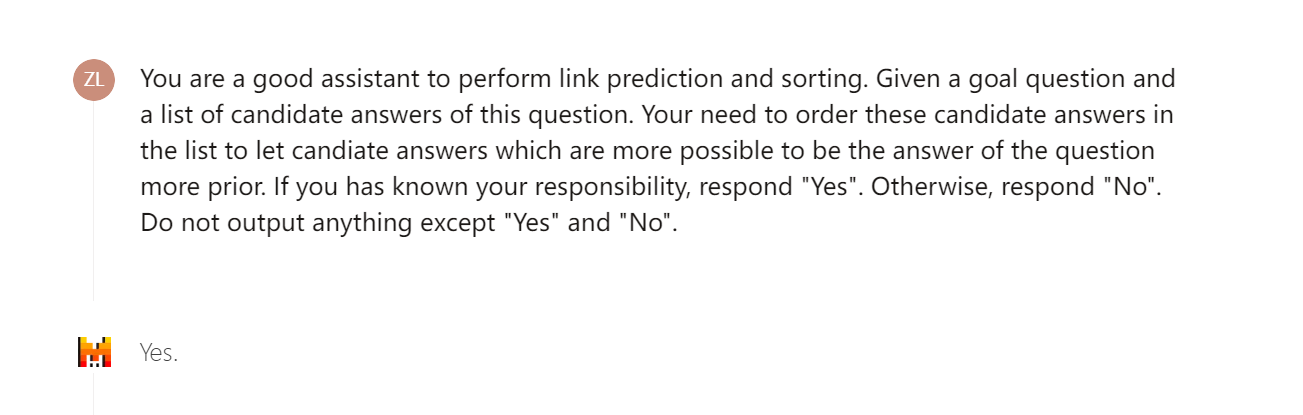 ZL
You are a good assistant to perform link prediction and sorting. Given a goal question and
a list of candidate answers of this question. Your need to order these candidate answers in
the list to let candiate answers which are more possible to be the answer of the question
more prior. If you has known your responsibility, respond "Yes". Otherwise, respond "No".
Do not output anything except "Yes" and "No".
Yes.